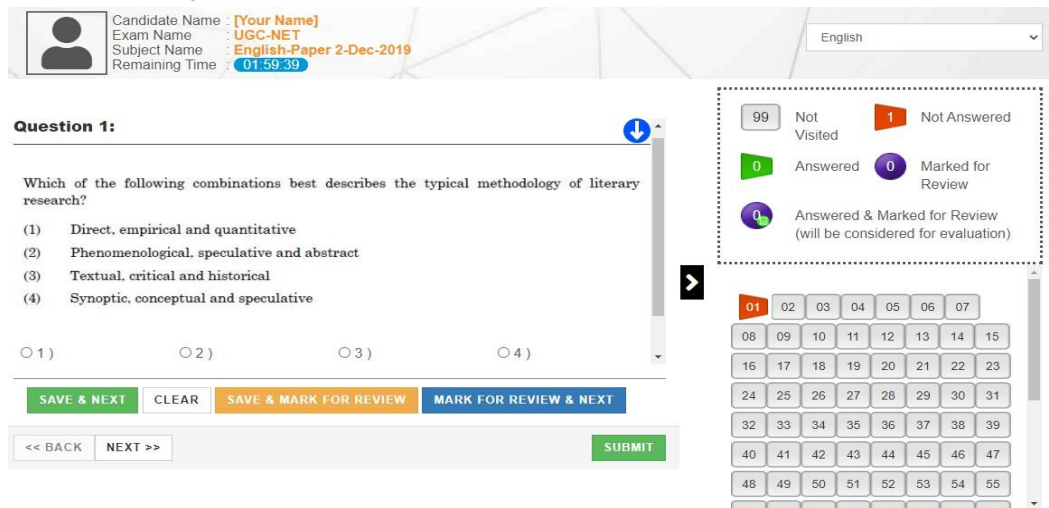 Candidate Name : [Your Name]
Exam Name : UGC-NET
Subject Name : English-Paper 2-Dec-2019
Remaining Time : 01:59:39
English
Question 1:
Which of the following combinations best describes the typical methodology of literary
research?
(1) Direct, empirical and quantitative
(2) Phenomenological, speculative and abstract
(3) Textual, critical and historical
(4) Synoptic, conceptual and speculative
1 ) 2 ) 3 ) 4 )
SAVE & NEXT CLEAR SAVE & MARK FOR REVIEW MARK FOR REVIEW & NEXT
<< BACK NEXT >> SUBMIT
99 Not
Visited
1 Not Answered
0 Answered
0 Marked for
Review
0 Answered & Marked for Review
(will be considered for evaluation)
01 02 03 04 05 06 07
08 09 10 11 12 13 14 15
16 17 18 19 20 21 22 23
24 25 26 27 28 29 30 31
32 33 34 35 36 37 38 39
40 41 42 43 44 45 46 47
48 49 50 51 52 53 54 55